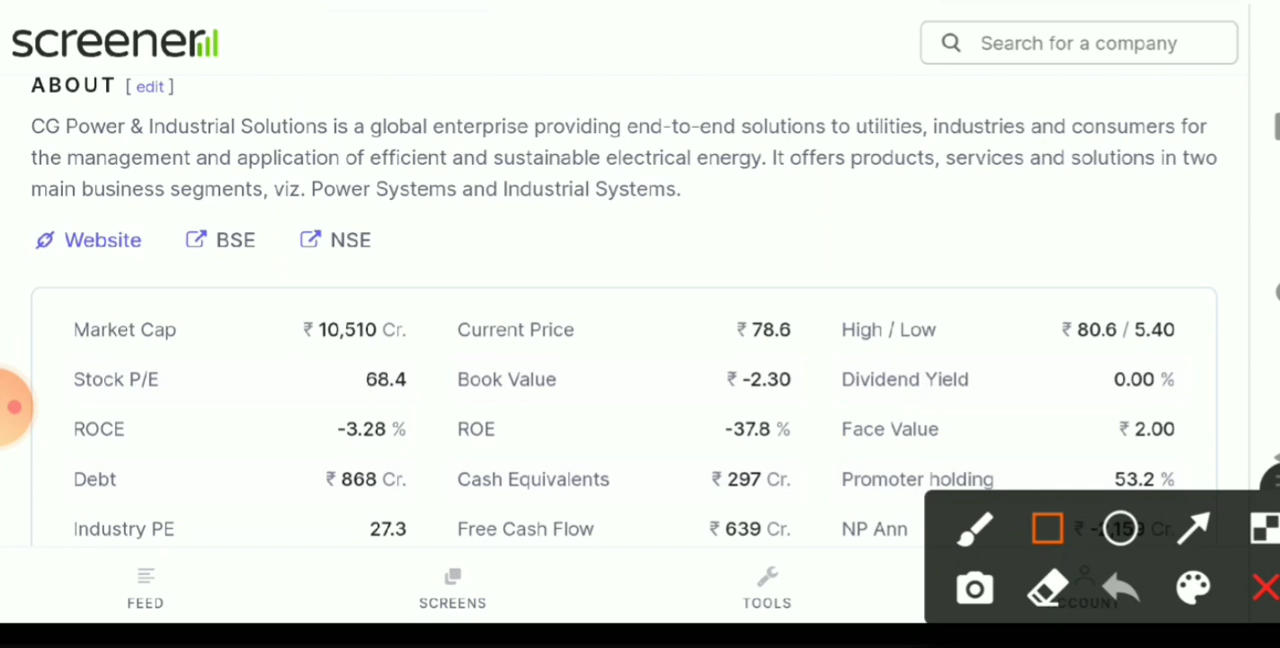 screener
Search for a company
ABOUT [ edit ]
CG Power & Industrial Solutions is a global enterprise providing end-to-end solutions to utilities, industries and consumers for
the management and application of efficient and sustainable electrical energy. It offers products, services and solutions in two
main business segments, viz. Power Systems and Industrial Systems.
Website BSE NSE
Market Cap ₹ 10,510 Cr. Current Price ₹ 78.6 High / Low ₹ 80.6 / 5.40
Stock P/E 68.4 Book Value ₹ -2.30 Dividend Yield 0.00 %
ROCE -3.28 % ROE -37.8 % Face Value ₹ 2.00
Debt ₹ 868 Cr. Cash Equivalents ₹ 297 Cr. Promoter holding 53.2 %
Industry PE 27.3 Free Cash Flow ₹ 639 Cr. NP Ann ₹ Cr.
FEED SCREENS TOOLS